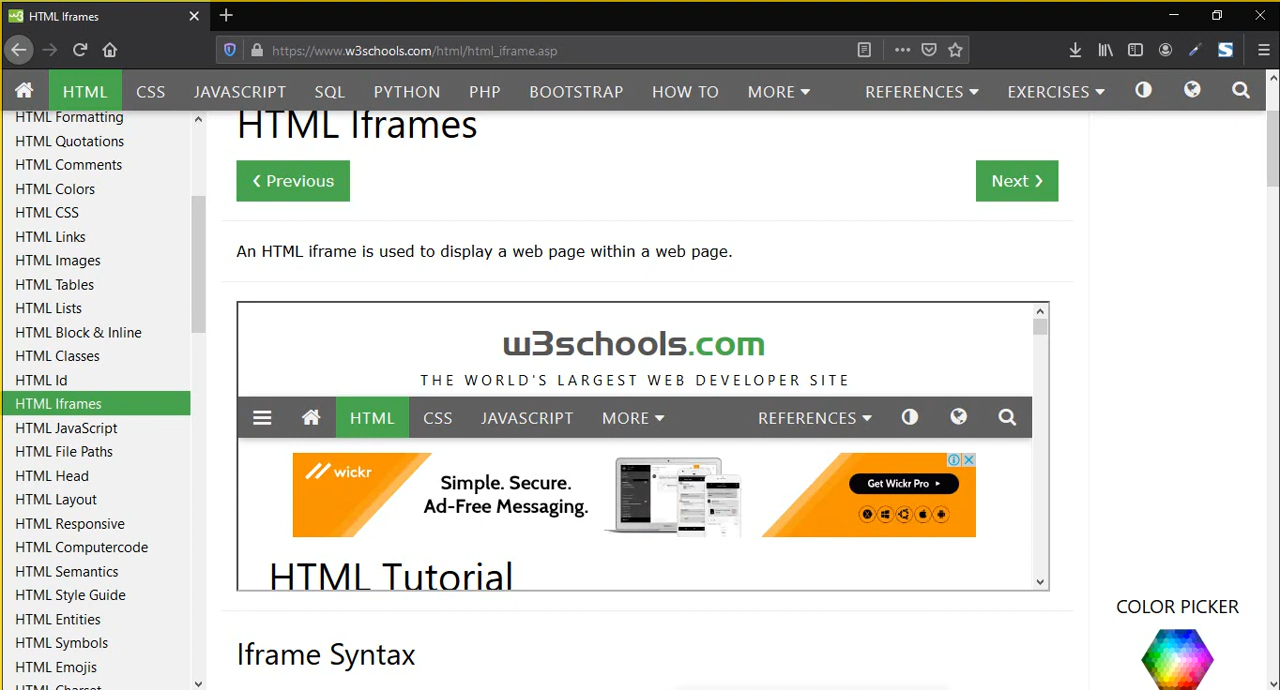 HTML Iframes
https://www.w3schools.com/html/html_iframe.asp
HTML CSS JAVASCRIPT SQL PYTHON PHP BOOTSTRAP HOW TO MORE REFERENCES EXERCISES
HTML Formatting
HTML Quotations
HTML Comments
HTML Colors
HTML CSS
HTML Links
HTML Images
HTML Tables
HTML Lists
HTML Block & Inline
HTML Classes
HTML Id
HTML Iframes
HTML JavaScript
HTML File Paths
HTML Head
HTML Layout
HTML Responsive
HTML Computercode
HTML Semantics
HTML Style Guide
HTML Entities
HTML Symbols
HTML Emojis
HTML Charset
HTML Iframes
❮ Previous
Next ❯
An HTML iframe is used to display a web page within a web page.
w3schools.com
THE WORLD'S LARGEST WEB DEVELOPER SITE
HTML CSS JAVASCRIPT MORE REFERENCES
wickr
Simple. Secure.
Ad-Free Messaging.
Get Wickr Pro
HTML Tutorial
Iframe Syntax
COLOR PICKER